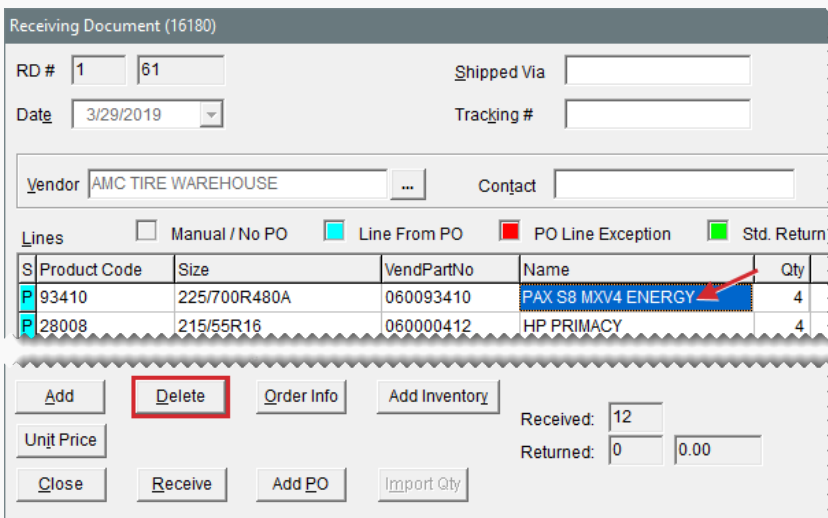 Receiving Document (16180)
RD # 1 61 Shipped Via
Date 3/29/2019 Tracking #
Vendor AMC TIRE WAREHOUSE ... Contact
Lines Manual / No PO Line From PO PO Line Exception Std. Return
S Product Code Size VendPartNo Name Qty
P 93410 225/700R480A 060093410 PAX S8 MXV4 ENERGY 4
P 28008 215/55R16 060000412 HP PRIMACY 4
Add Delete Order Info Add Inventory
Received: 12
Unit Price
Returned: 0 0.00
Close Receive Add PO Import Qty